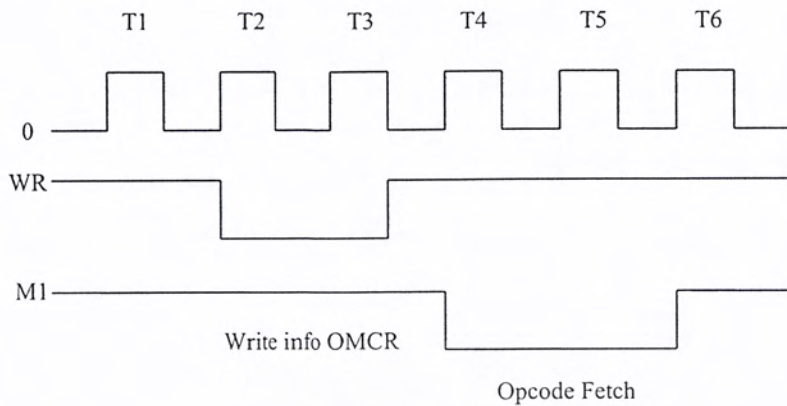 T1 T2 T3 T4 T5 T6
0
WR
M1
Write info OMCR
Opcode Fetch